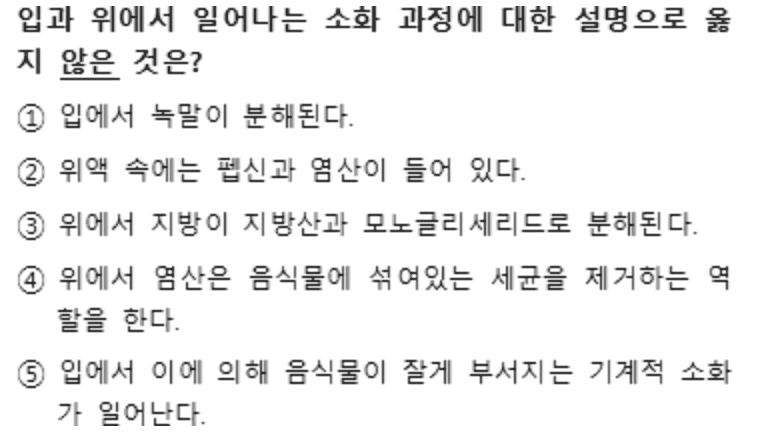 입과 위에서 일어나는 소화 과정에 대한 설명으로 옳
지 않은 것은?
① 입에서 녹말이 분해된다.
② 위액 속에는 펩신과 염산이 들어 있다.
③ 위에서 지방이 지방산과 모노글리세리드로 분해된다.
④ 위에서 염산은 음식물에 섞여있는 세균을 제거하는 역
할을 한다.
⑤ 입에서 이에 의해 음식물이 잘게 부서지는 기계적 소화
가 일어난다.